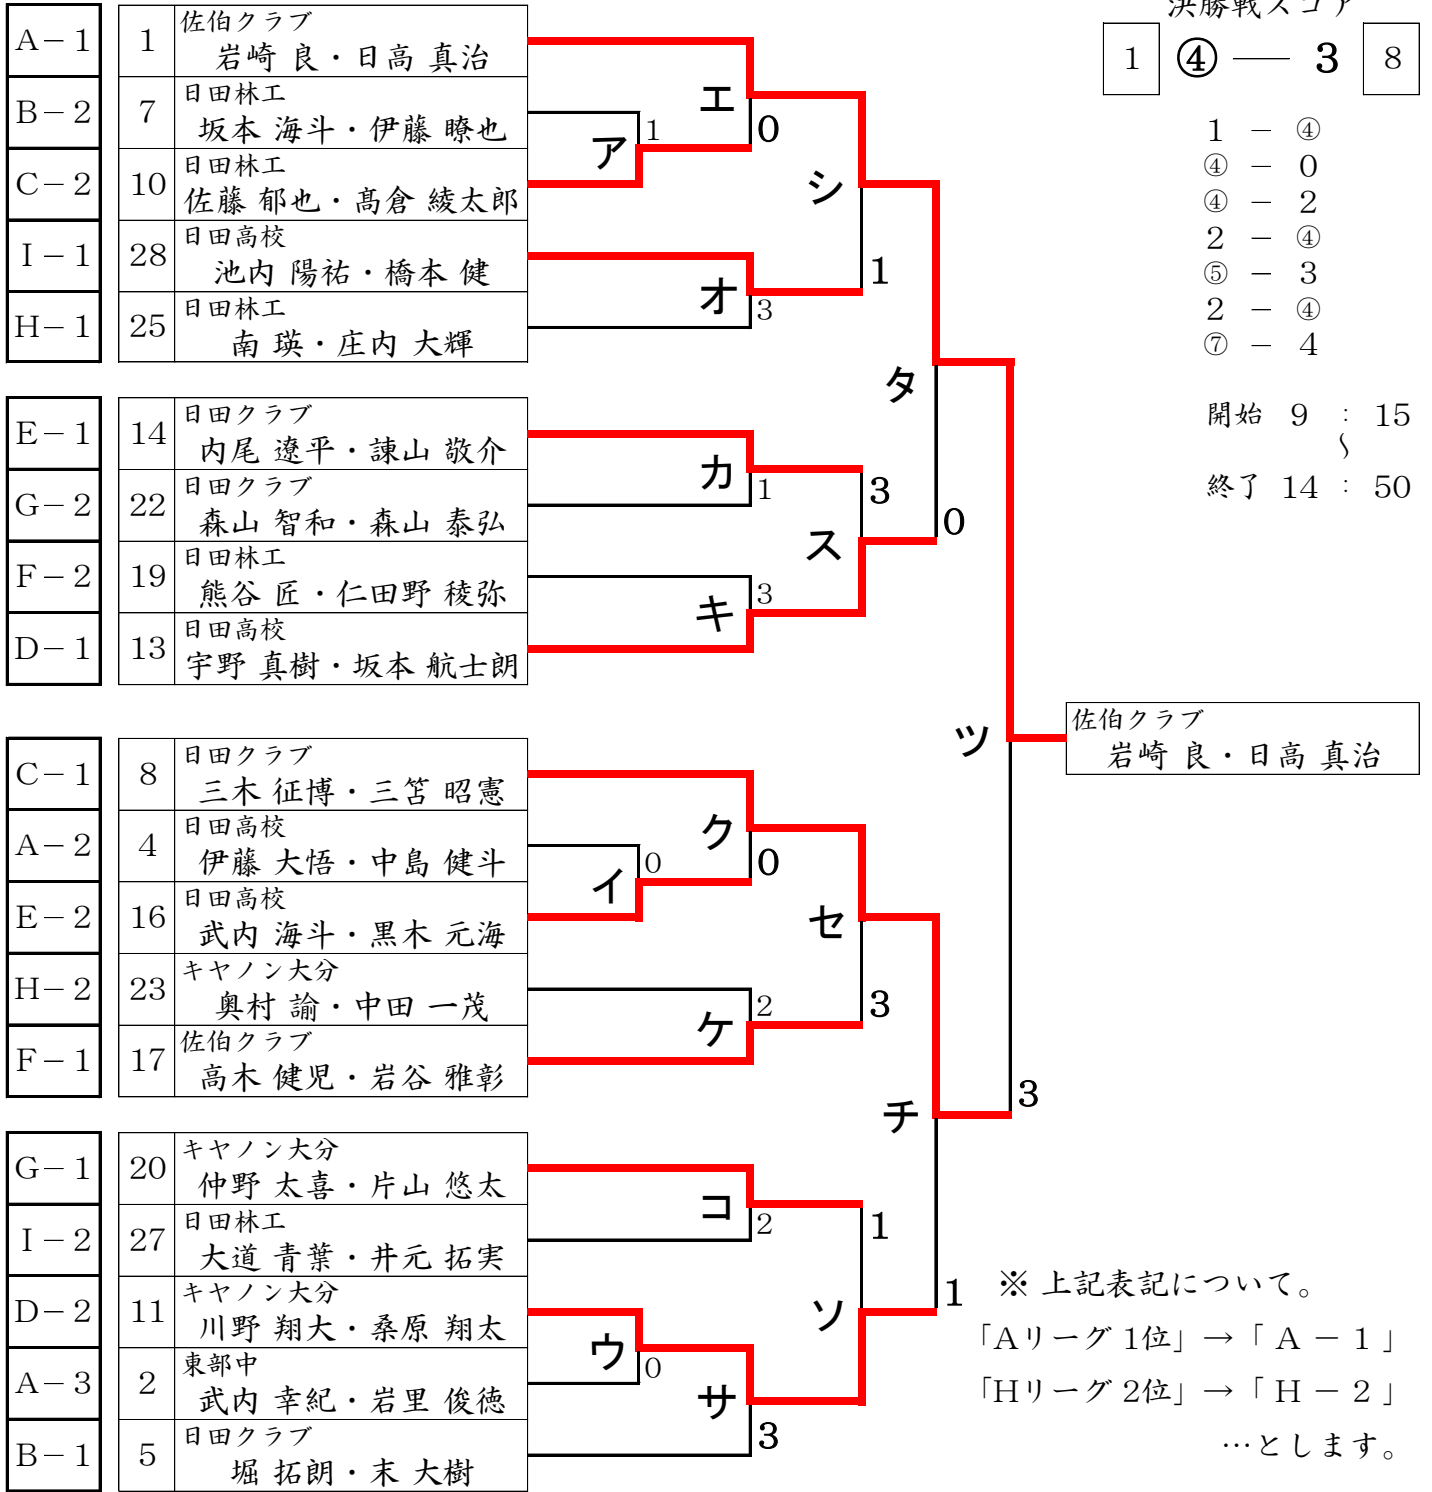 決勝戦スコア
1 ④ ― 3 8
1 － ④
④ － 0
④ － 2
2 － ④
⑤ － 3
2 － ④
⑦ － 4
開始 9 : 15
～
終了 14 : 50
A－1 1 佐伯クラブ
岩崎 良・日高 真治
B－2 7 日田林工
坂本 海斗・伊藤 瞭也
C－2 10 日田林工
佐藤 郁也・髙倉 綾太郎
I－1 28 日田高校
池内 陽祐・橋本 健
H－1 25 日田林工
南 瑛・庄内 大輝
エ
0
ア
1
シ
1
オ
3
E－1 14 日田クラブ
内尾 遼平・諌山 敬介
G－2 22 日田クラブ
森山 智和・森山 泰弘
F－2 19 日田林工
熊谷 匠・仁田野 稜弥
D－1 13 日田高校
宇野 真樹・坂本 航士朗
タ
0
カ
1
3
ス
キ
3
ツ
3
佐伯クラブ
岩崎 良・日高 真治
C－1 8 日田クラブ
三木 征博・三笘 昭憲
A－2 4 日田高校
伊藤 大悟・中島 健斗
E－2 16 日田高校
武内 海斗・黒木 元海
H－2 23 キヤノン大分
奥村 諭・中田 一茂
F－1 17 佐伯クラブ
高木 健児・岩谷 雅彰
ク
0
イ
0
セ
3
ケ
2
チ
1
G－1 20 キヤノン大分
仲野 太喜・片山 悠太
I－2 27 日田林工
大道 青葉・井元 拓実
D－2 11 キヤノン大分
川野 翔大・桑原 翔太
A－3 2 東部中
武内 幸紀・岩里 俊徳
B－1 5 日田クラブ
堀 拓朗・末 大樹
コ
2
1
ソ
ウ
0
サ
3
※ 上記表記について。
「Aリーグ 1位」→「 A － 1 」
「Hリーグ 2位」→「 H － 2 」
…とします。